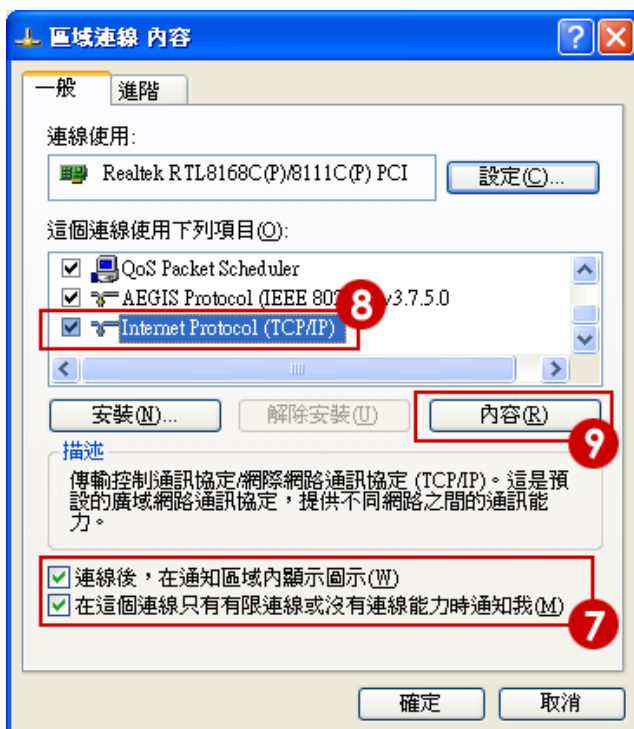 區域連線 內容
一般
進階
連線使用:
Realtek RTL8168C(P)/8111C(P) PCI
設定(C)...
這個連線使用下列項目(O):
QoS Packet Scheduler
AEGIS Protocol (IEEE 80 v3.7.5.0
8
Internet Protocol (TCP/IP)
安裝(N)...
解除安裝(U)
內容(R)
9
描述
傳輸控制通訊協定/網際網路通訊協定 (TCP/IP)。這是預
設的廣域網路通訊協定，提供不同網路之間的通訊能
力。
連線後，在通知區域內顯示圖示(W)
在這個連線只有有限連線或沒有連線能力時通知我(M)
7
確定
取消